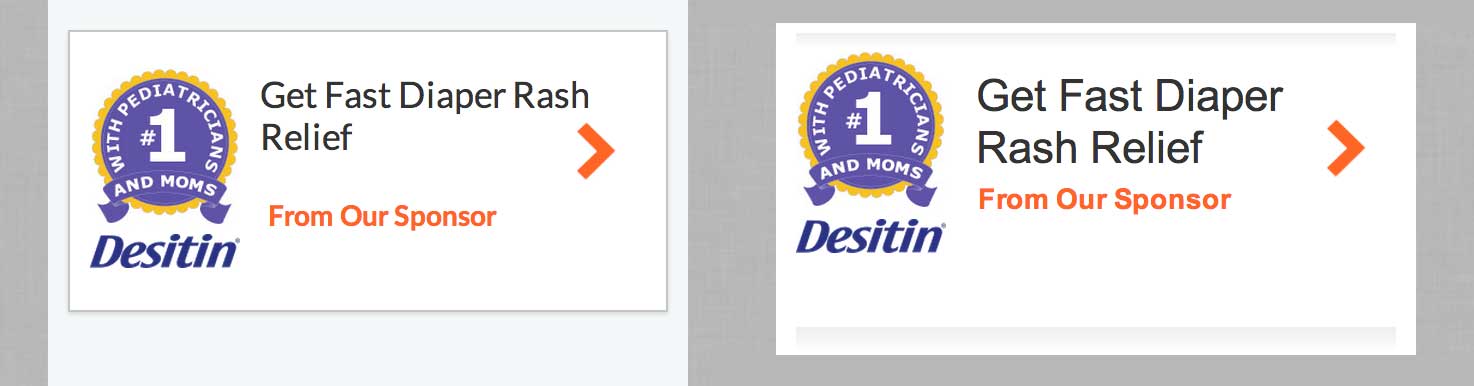 WITH PEDIATRICIANS
#1
AND MOMS
Desitin®
Get Fast Diaper Rash
Relief
From Our Sponsor
WITH PEDIATRICIANS
#1
AND MOMS
Desitin®
Get Fast Diaper
Rash Relief
From Our Sponsor